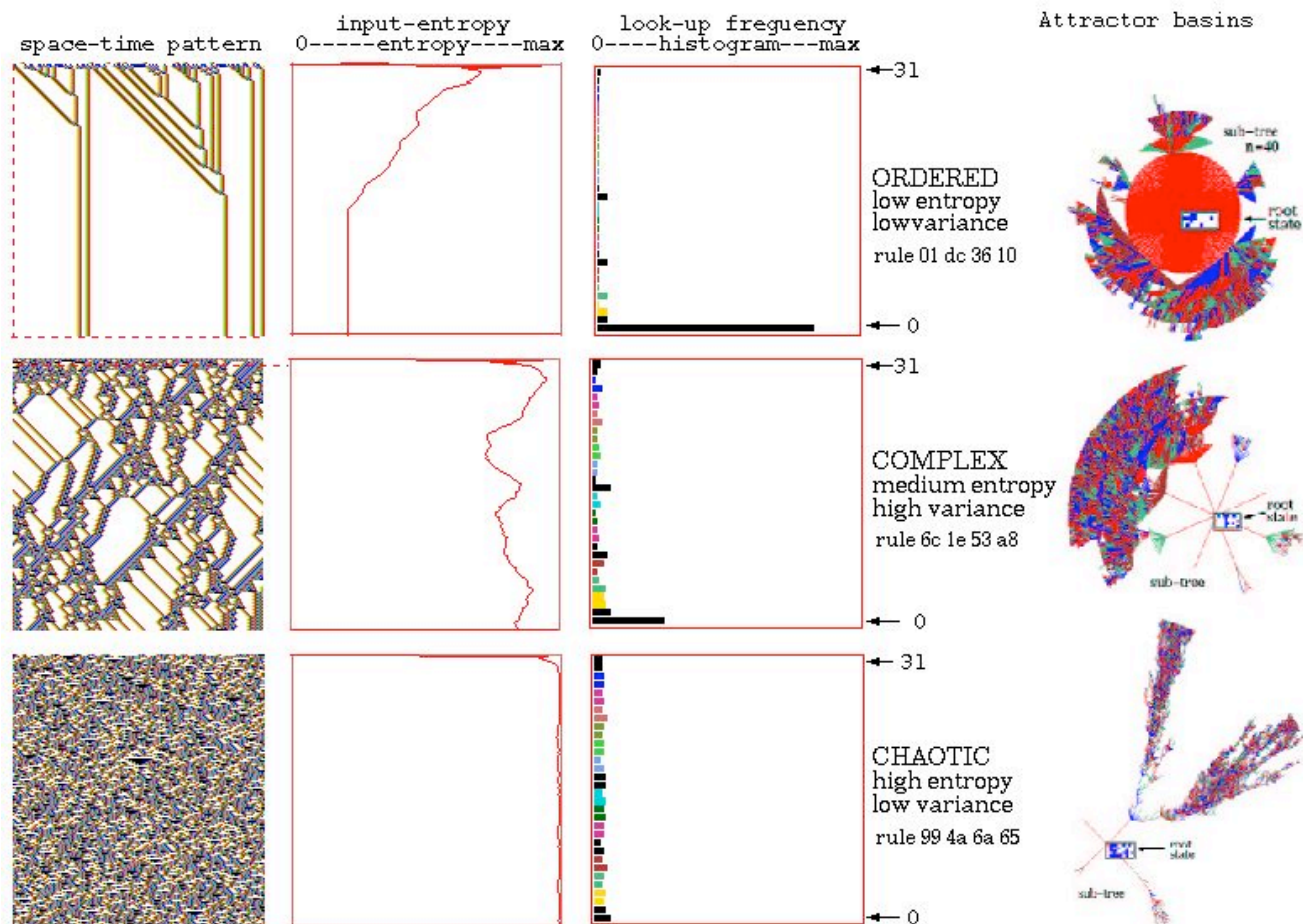 space-time pattern
input-entropy
0------entropy-----max
look-up freguency
0----histogram---max
Attractor basins
31
0
ORDERED
low entropy
lowvariance
rule 01 dc 36 10
sub-tree
n=40
root
state
31
0
COMPLEX
medium entropy
high variance
rule 6c 1e 53 a8
root
state
sub-tree
31
0
CHAOTIC
high entropy
low variance
rule 99 4a 6a 65
root
state
sub-tree